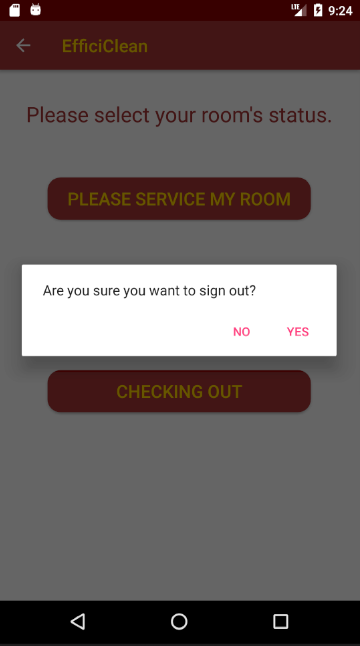 LTE 9:24
EfficiClean
Please select your room's status.
PLEASE SERVICE MY ROOM
Are you sure you want to sign out?
NO YES
CHECKING OUT